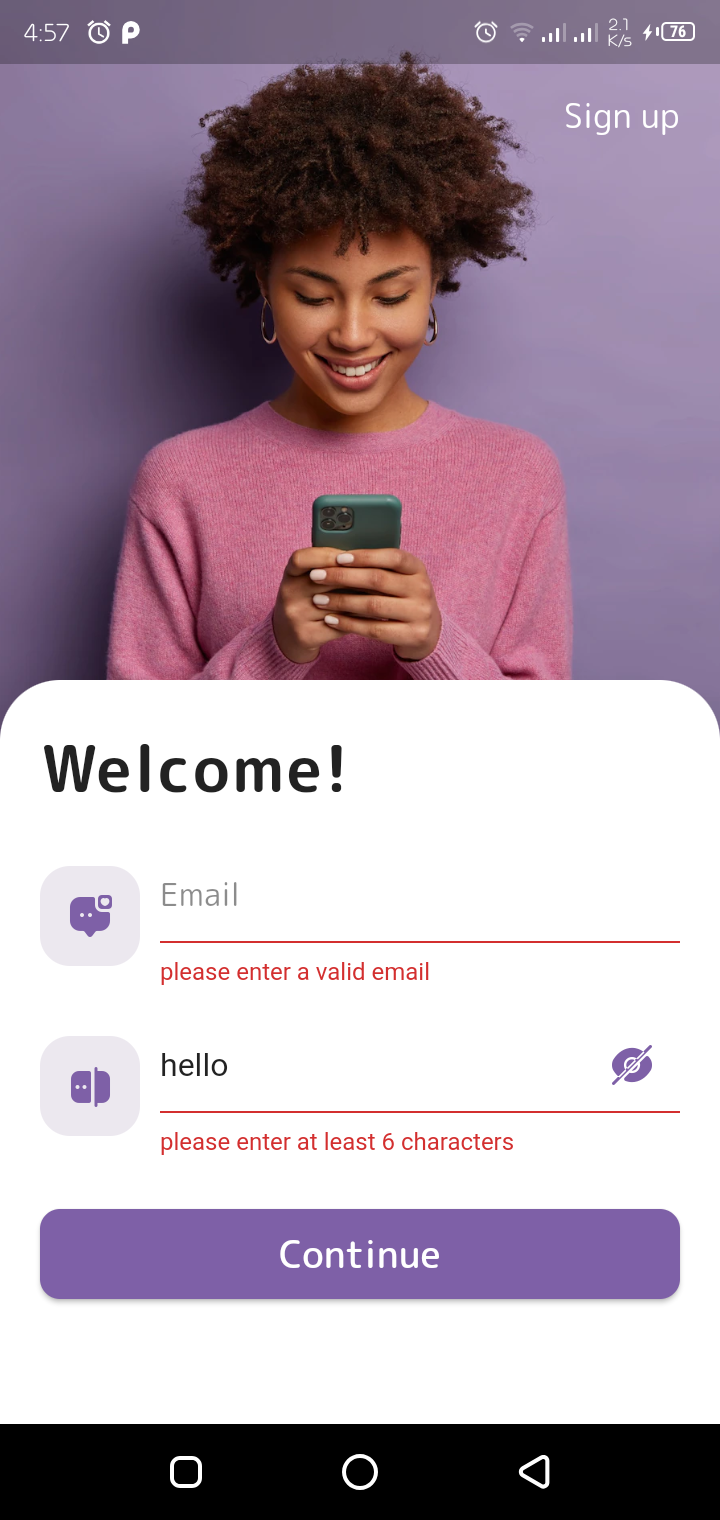 4:57
2.1
K/s
76
Sign up
Welcome!
Email
please enter a valid email
hello
please enter at least 6 characters
Continue